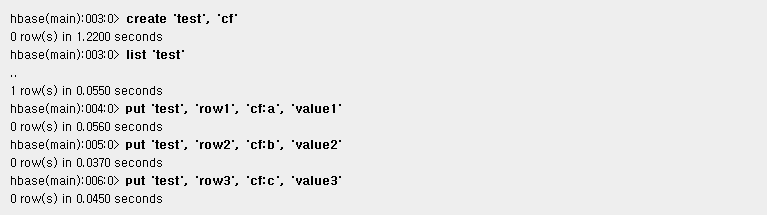 hbase(main):003:0> create 'test', 'cf'
0 row(s) in 1.2200 seconds
hbase(main):003:0> list 'test'
..
1 row(s) in 0.0550 seconds
hbase(main):004:0> put 'test', 'row1', 'cf:a', 'value1'
0 row(s) in 0.0560 seconds
hbase(main):005:0> put 'test', 'row2', 'cf:b', 'value2'
0 row(s) in 0.0370 seconds
hbase(main):006:0> put 'test', 'row3', 'cf:c', 'value3'
0 row(s) in 0.0450 seconds